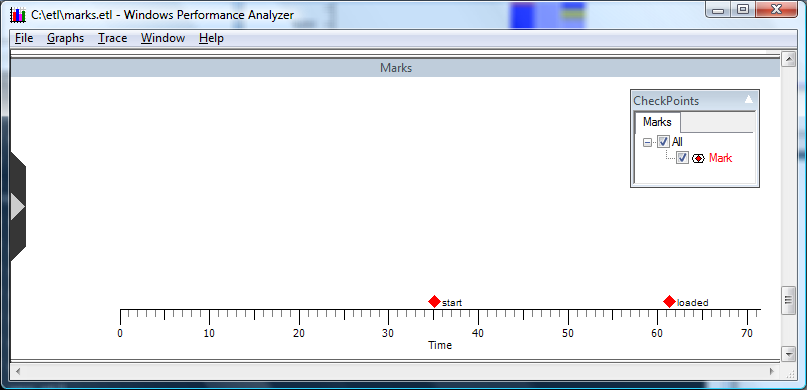 C:\etl\marks.etl - Windows Performance Analyzer
File Graphs Trace Window Help
Marks
CheckPoints
Marks
All
Mark
start loaded
0 10 20 30 40 50 60 70
Time